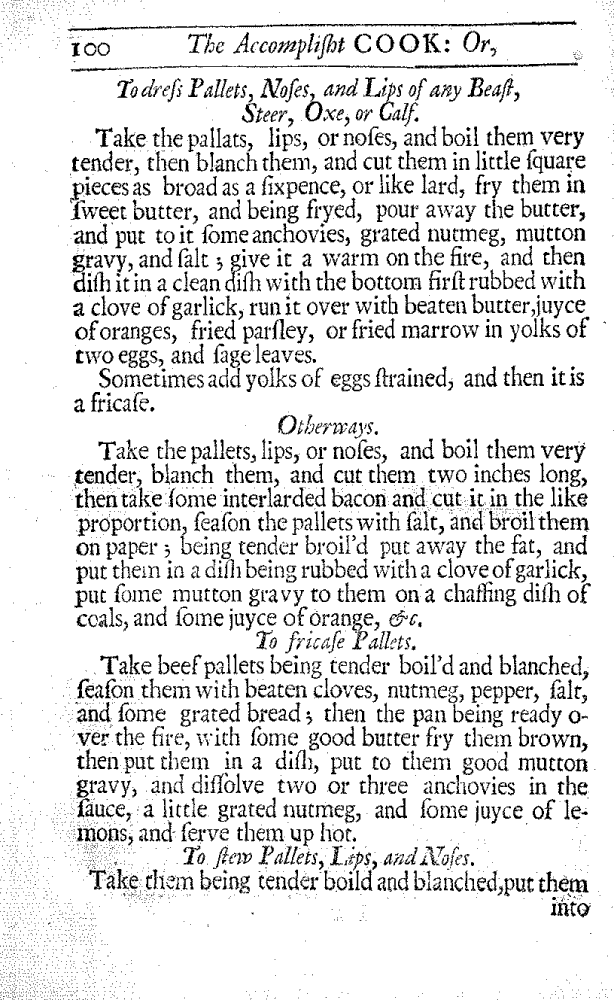 100 The Accompliſht COOK: Or,
To dreſs Pallets, Noſes, and Lips of any Beaſt,
Steer, Oxe, or Calf.
Take the pallats, lips, or noſes, and boil them very
tender, then blanch them, and cut them in little ſquare
pieces as broad as a ſixpence, or like lard, fry them in
ſweet butter, and being fryed, pour away the butter,
and put to it ſome anchovies, grated nutmeg, mutton
gravy, and ſalt; give it a warm on the fire, and then
diſh it in a clean diſh with the bottom firſt rubbed with
a clove of garlick, run it over with beaten butter, juyce
of oranges, fried parſley, or fried marrow in yolks of
two eggs, and ſage leaves.
Sometimes add yolks of eggs ſtrained, and then it is
a fricaſe.
Otherways.
Take the pallets, lips, or noſes, and boil them very
tender, blanch them, and cut them two inches long,
then take ſome interlarded bacon and cut it in the like
proportion, ſeaſon the pallets with ſalt, and broil them
on paper; being tender broil'd put away the fat, and
put them in a diſh being rubbed with a clove of garlick,
put ſome mutton gravy to them on a chaffing diſh of
coals, and ſome juyce of orange, &c.
To fricaſe Pallets.
Take beef pallets being tender boil'd and blanched,
ſeaſon them with beaten cloves, nutmeg, pepper, ſalt,
and ſome grated bread; then the pan being ready o-
ver the fire, with ſome good butter fry them brown,
then put them in a diſh, put to them good mutton
gravy, and diſſolve two or three anchovies in the
ſauce, a little grated nutmeg, and ſome juyce of le-
mons, and ſerve them up hot.
To ſtew Pallets, Lips, and Noſes.
Take them being tender boild and blanched, put them
into